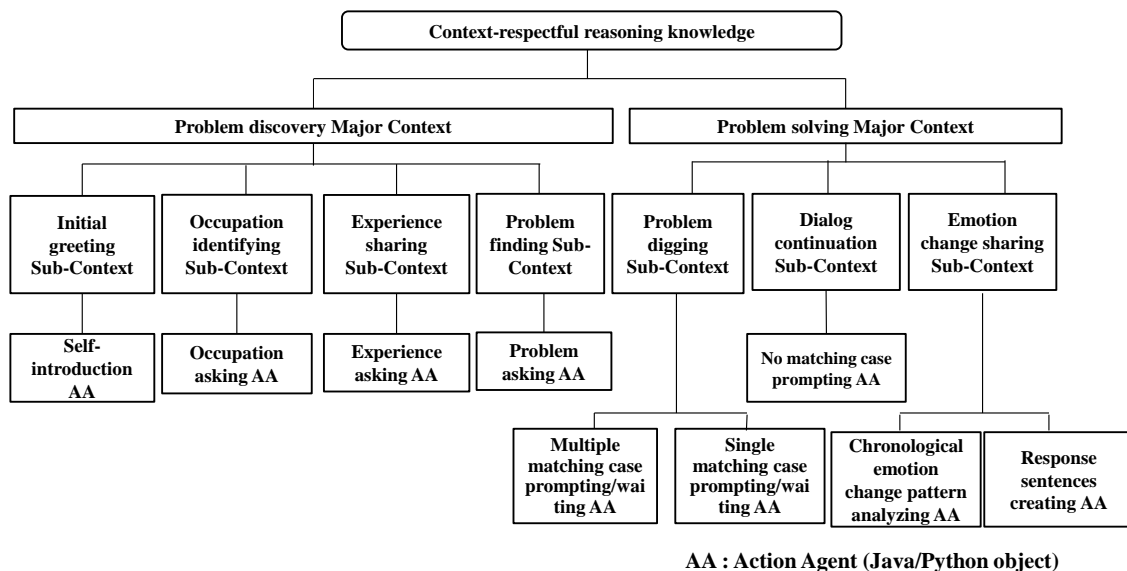 Context-respectful reasoning knowledge
Problem discovery Major Context
Problem solving Major Context
Initial
greeting
Sub-Context
Occupation
identifying
Sub-Context
Experience
sharing
Sub-Context
Problem
finding Sub-
Context
Problem
digging
Sub-Context
Dialog
continuation
Sub-Context
Emotion
change sharing
Sub-Context
Self-
introduction
AA
Occupation
asking AA
Experience
asking AA
Problem
asking AA
No matching case
prompting AA
Multiple
matching case
prompting/wai
ting AA
Single
matching case
prompting/wai
ting AA
Chronological
emotion
change pattern
analyzing AA
Response
sentences
creating AA
AA : Action Agent (Java/Python object)